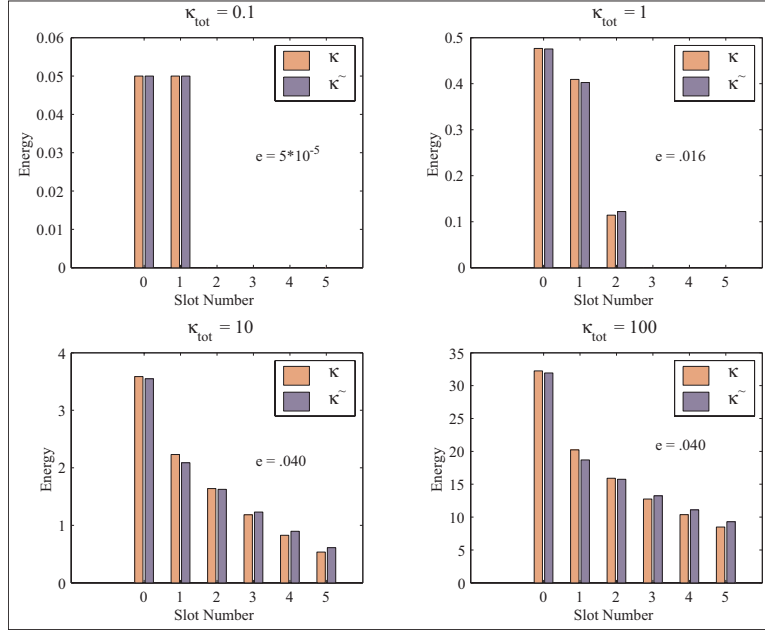 κtot = 0.1
0.06
0.05
0.04
0.03
0.02
0.01
0
Energy
κ
κ~
e = 5*10-5
0 1 2 3 4 5
Slot Number
κtot = 1
0.5
0.4
0.3
0.2
0.1
0
Energy
κ
κ~
e = .016
0 1 2 3 4 5
Slot Number
κtot = 10
4
3
2
1
0
Energy
κ
κ~
e = .040
0 1 2 3 4 5
Slot Number
κtot = 100
35
30
25
20
15
10
5
0
Energy
κ
κ~
e = .040
0 1 2 3 4 5
Slot Number